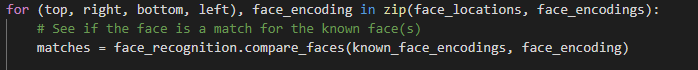 for (top, right, bottom, left), face_encoding in zip(face_locations, face_encodings):
# See if the face is a match for the known face(s)
matches = face_recognition.compare_faces(known_face_encodings, face_encoding)